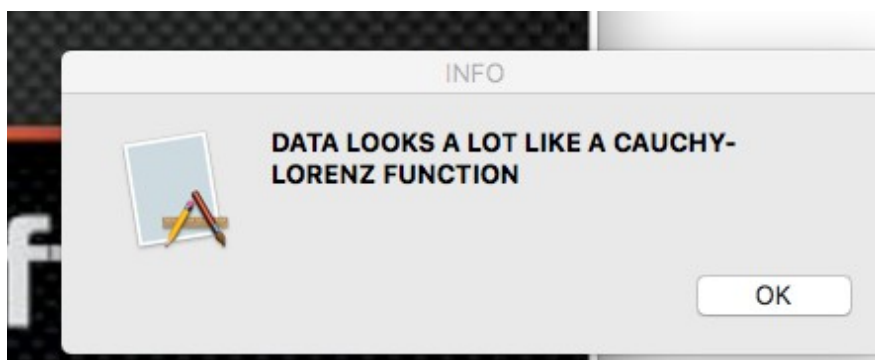 INFO
DATA LOOKS A LOT LIKE A CAUCHY-
LORENZ FUNCTION
f
OK